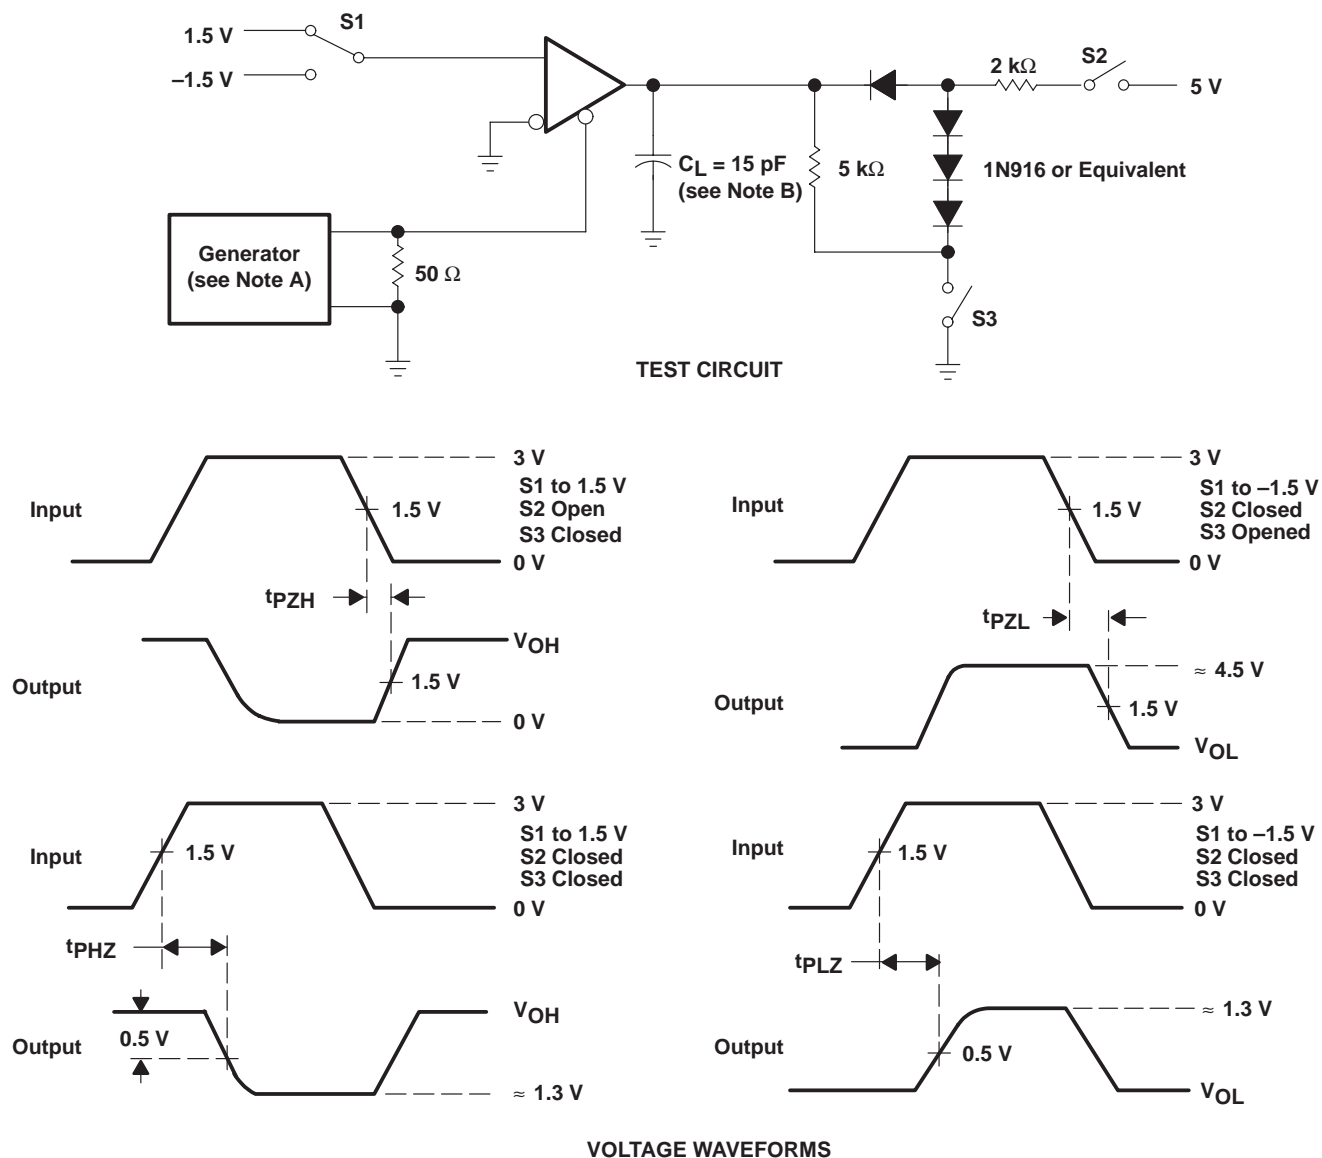 1.5 V
S1
–1.5 V
2 kΩ
S2
5 V
CL = 15 pF
(see Note B)
5 kΩ
1N916 or Equivalent
Generator
(see Note A)
50 Ω
S3
TEST CIRCUIT
Input
3 V
S1 to 1.5 V
S2 Open
S3 Closed
1.5 V
0 V
tPZH
Output
VOH
1.5 V
0 V
Input
3 V
S1 to –1.5 V
S2 Closed
S3 Opened
1.5 V
0 V
tPZL
Output
≈ 4.5 V
1.5 V
VOL
Input
3 V
S1 to 1.5 V
S2 Closed
S3 Closed
1.5 V
0 V
tPHZ
Output
VOH
0.5 V
≈ 1.3 V
Input
3 V
S1 to –1.5 V
S2 Closed
S3 Closed
1.5 V
0 V
tPLZ
Output
≈ 1.3 V
0.5 V
VOL
VOLTAGE WAVEFORMS